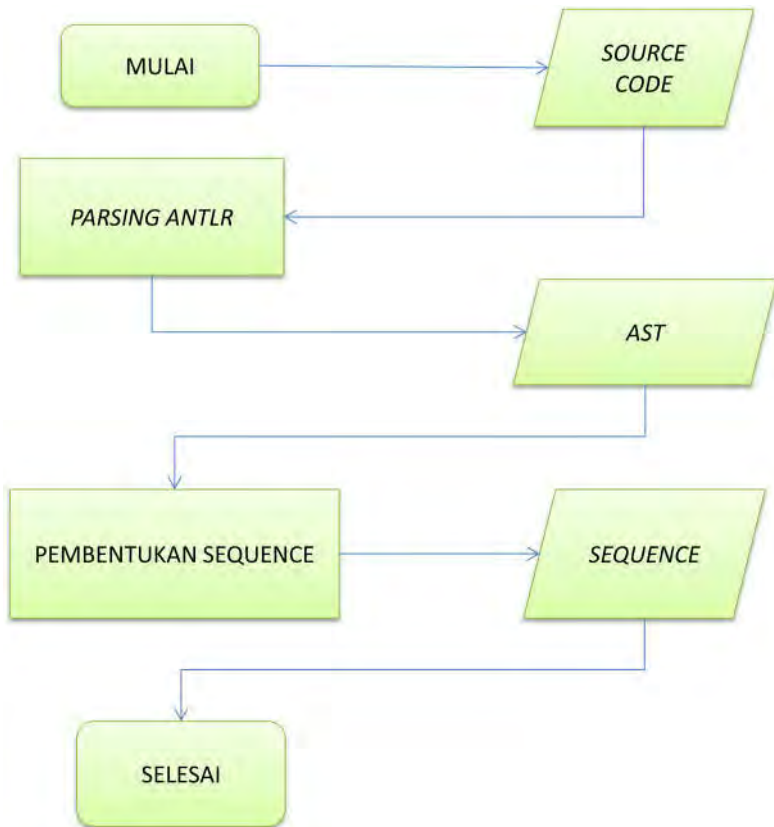 MULAI
SOURCE
CODE
PARSING ANTLR
AST
PEMBENTUKAN SEQUENCE
SEQUENCE
SELESAI